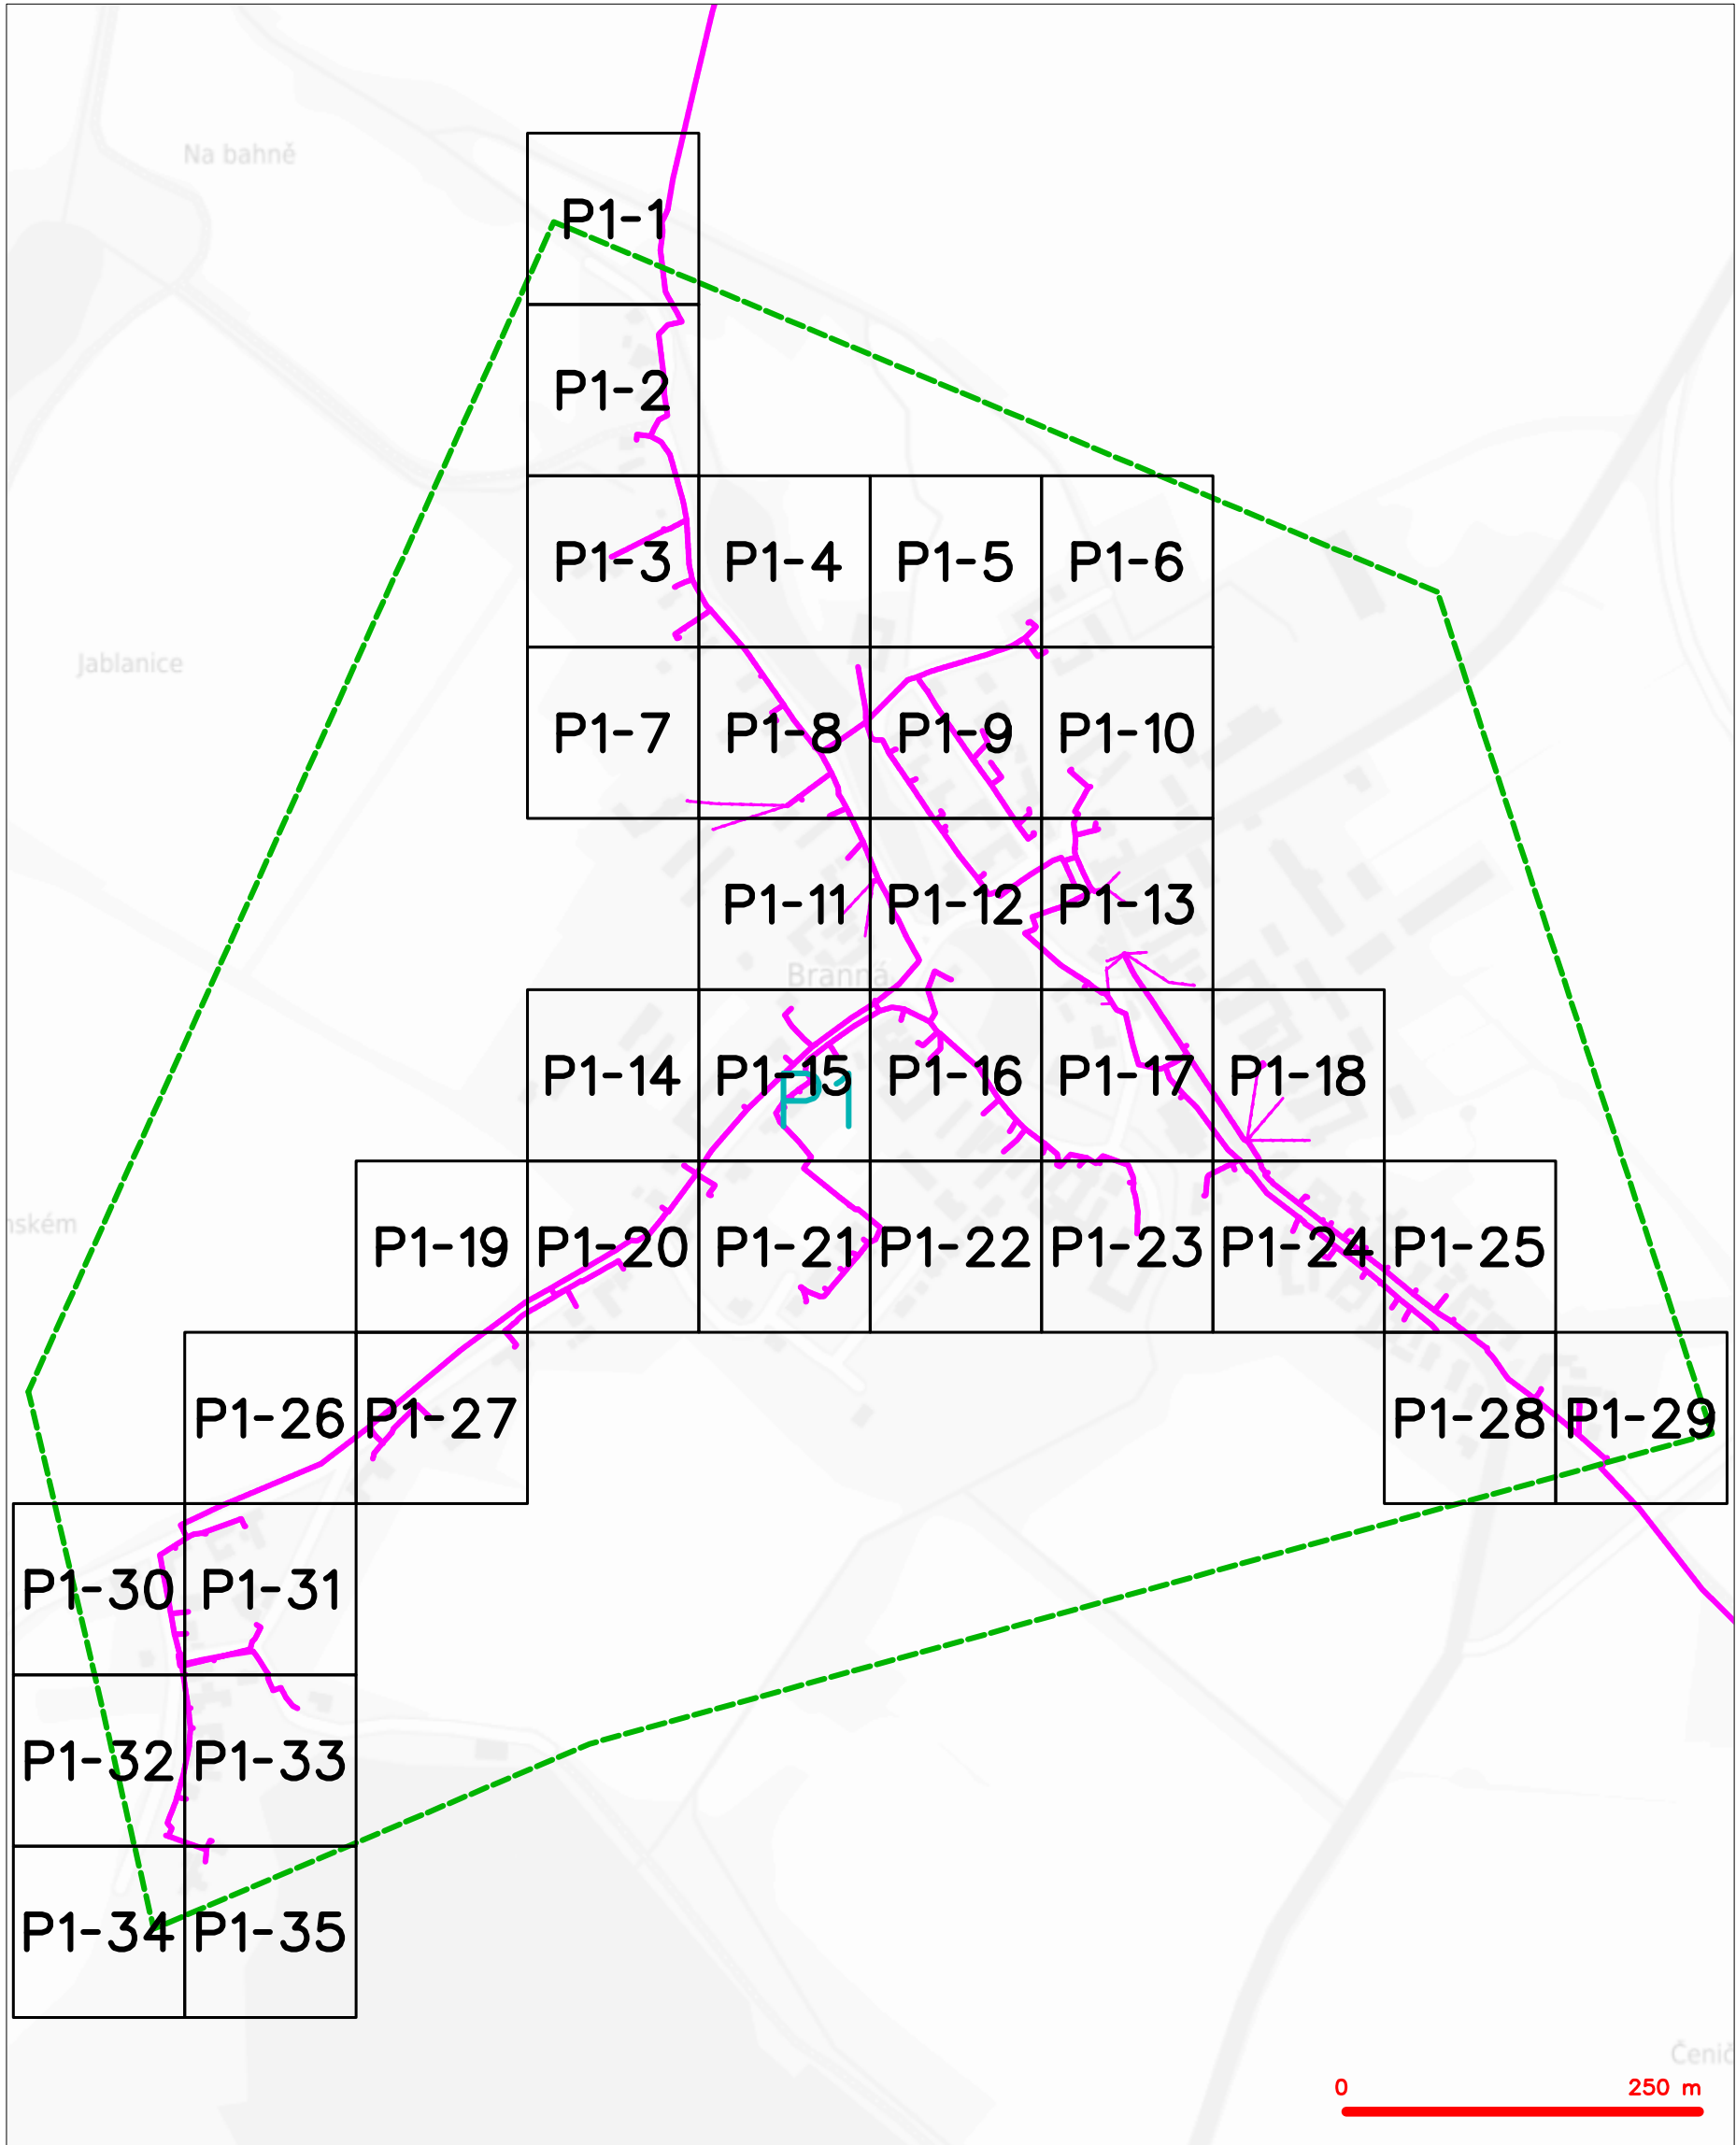 Na bahně
P1-1
P1-2
P1-3 P1-4 P1-5 P1-6
Jablanice
P1-7 P1-8 P1-9 P1-10
P1-11 P1-12 P1-13
Branná
P1-14 P1-15 P1-16 P1-17 P1-18
P1
nském
P1-19 P1-20 P1-21 P1-22 P1-23 P1-24 P1-25
P1-26 P1-27 P1-28 P1-29
P1-30 P1-31
P1-32 P1-33
P1-34 P1-35
Čenič
0 250 m